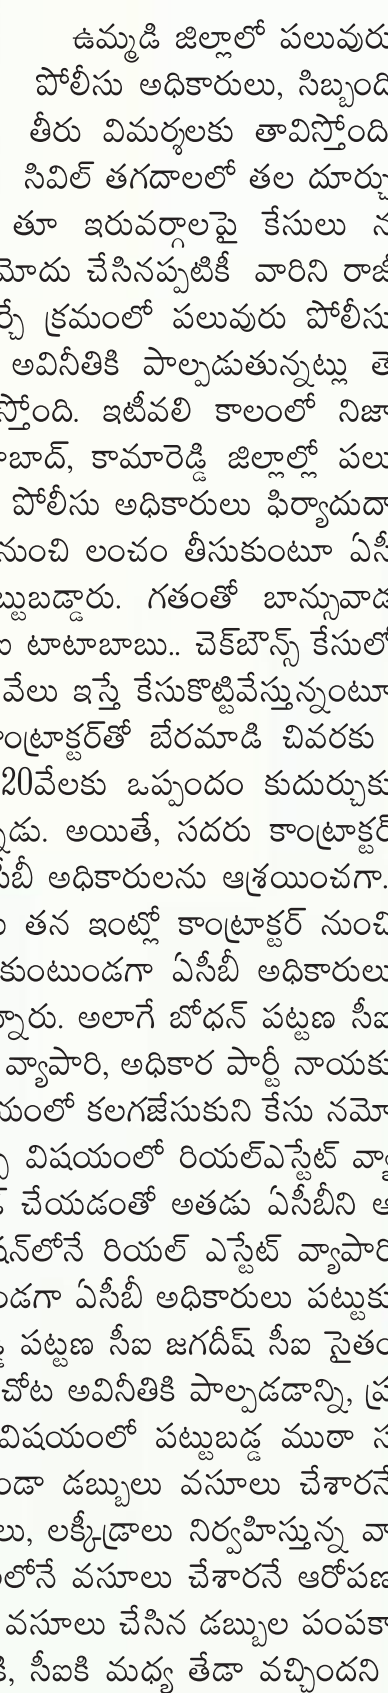 ఉమ్మడి జిల్లాలో పలువురు
పోలీసు అధికారులు, సిబ్బంది
తీరు విమర్శలకు తావిస్తోంది
సివిల్ తగదాలలో తల దూర్చు
తూ ఇరువర్గాలపై కేసులు న
మోదు చేసినప్పటికీ వారిని రాజీ
ర్చే క్రమంలో పలువురు పోలీసు
అవినీతికి పాల్పడుతున్నట్లు తె
స్తోంది. ఇటీవలి కాలంలో నిజా
బాద్, కామారెడ్డి జిల్లాల్లో పలు
పోలీసు అధికారులు ఫిర్యాదుదా
నుంచి లంచం తీసుకుంటూ ఏసీ
బ్టుబడ్డారు. గతంతో బాన్సువాడ
ఐ టాటాబాబు.. చెక్‌బౌన్స్ కేసులో
వేలు ఇస్తే కేసుకొట్టివేస్తున్నంటూ
కాంట్రాక్టర్‌తో బేరమాడి చివరకు
20వేలకు ఒప్పందం కుదుర్చుకు
న్నడు. అయితే, సదరు కాంట్రాక్టర్
సీబీ అధికారులను ఆశ్రయించగా.
తన ఇంట్లో కాంట్రాక్టర్ నుంచి
కుంటుండగా ఏసీబీ అధికారులు
న్నారు. అలాగే బోధన్ పట్టణ సీఐ
వ్యాపారి, అధికార పార్టీ నాయకు
యంలో కలగజేసుకుని కేసు నమో
విషయంలో రియల్‌ఎస్టేట్ వ్యా
చేయడంతో అతడు ఏసీబీని ఆ
షన్‌లోనే రియల్ ఎస్టేట్ వ్యాపారి
ండగా ఏసీబీ అధికారులు పట్టుకు
పట్టణ సీఐ జగదీష్ సీఐ సైతం
చోట అవినీతికి పాల్పడడాన్ని, ప్ర
విషయంలో పట్టుబడ్డ ముఠా స
ండా డబ్బులు వసూలు చేశారనే
లు, లక్కీడ్రాలు నిర్వహిస్తున్న వా
లోనే వసూలు చేశారనే ఆరోపణ
వసూలు చేసిన డబ్బుల పంపకా
కి, సీఐకి మధ్య తేడా వచ్చిందని